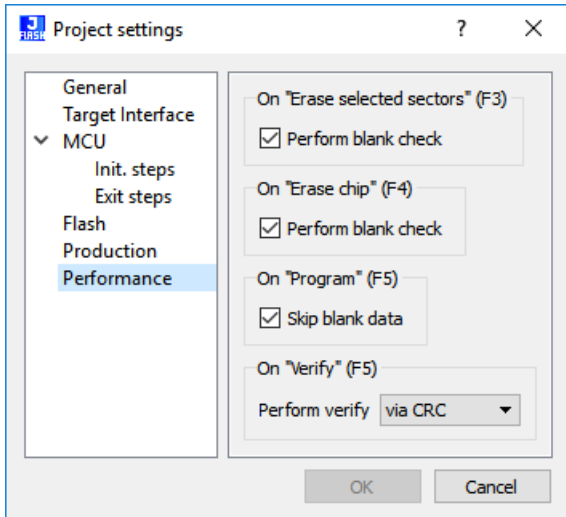 J
FLASH
Project settings
?
General
Target Interface
MCU
Init. steps
Exit steps
Flash
Production
Performance
On "Erase selected sectors" (F3)
Perform blank check
On "Erase chip" (F4)
Perform blank check
On "Program" (F5)
Skip blank data
On "Verify" (F5)
Perform verify via CRC
OK Cancel